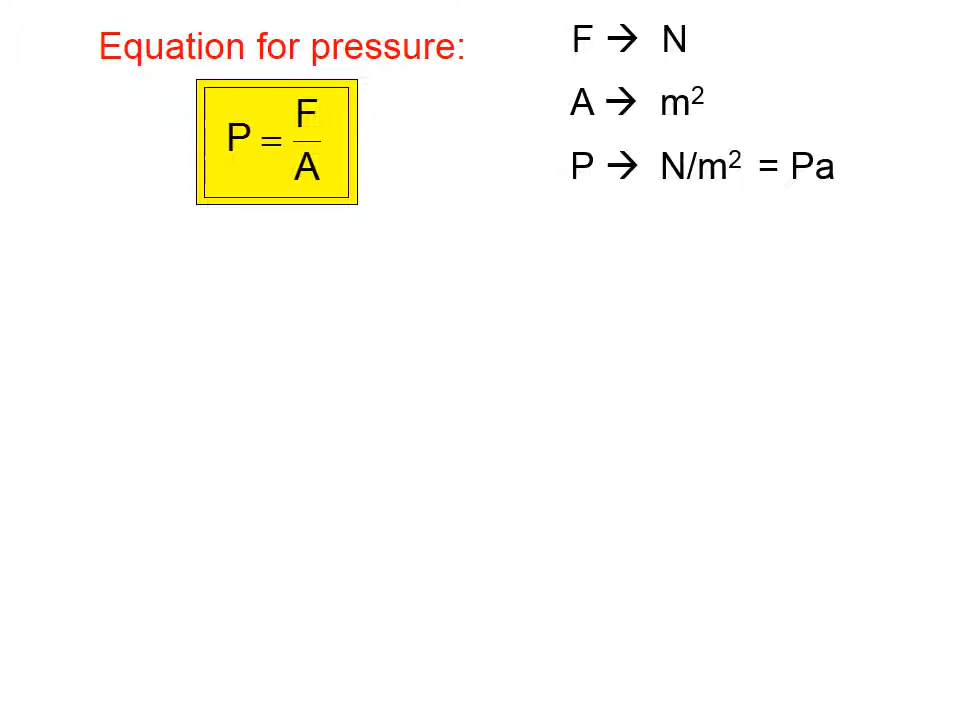 Equation for pressure:
P = F/A
F → N
A → m²
P → N/m² = Pa